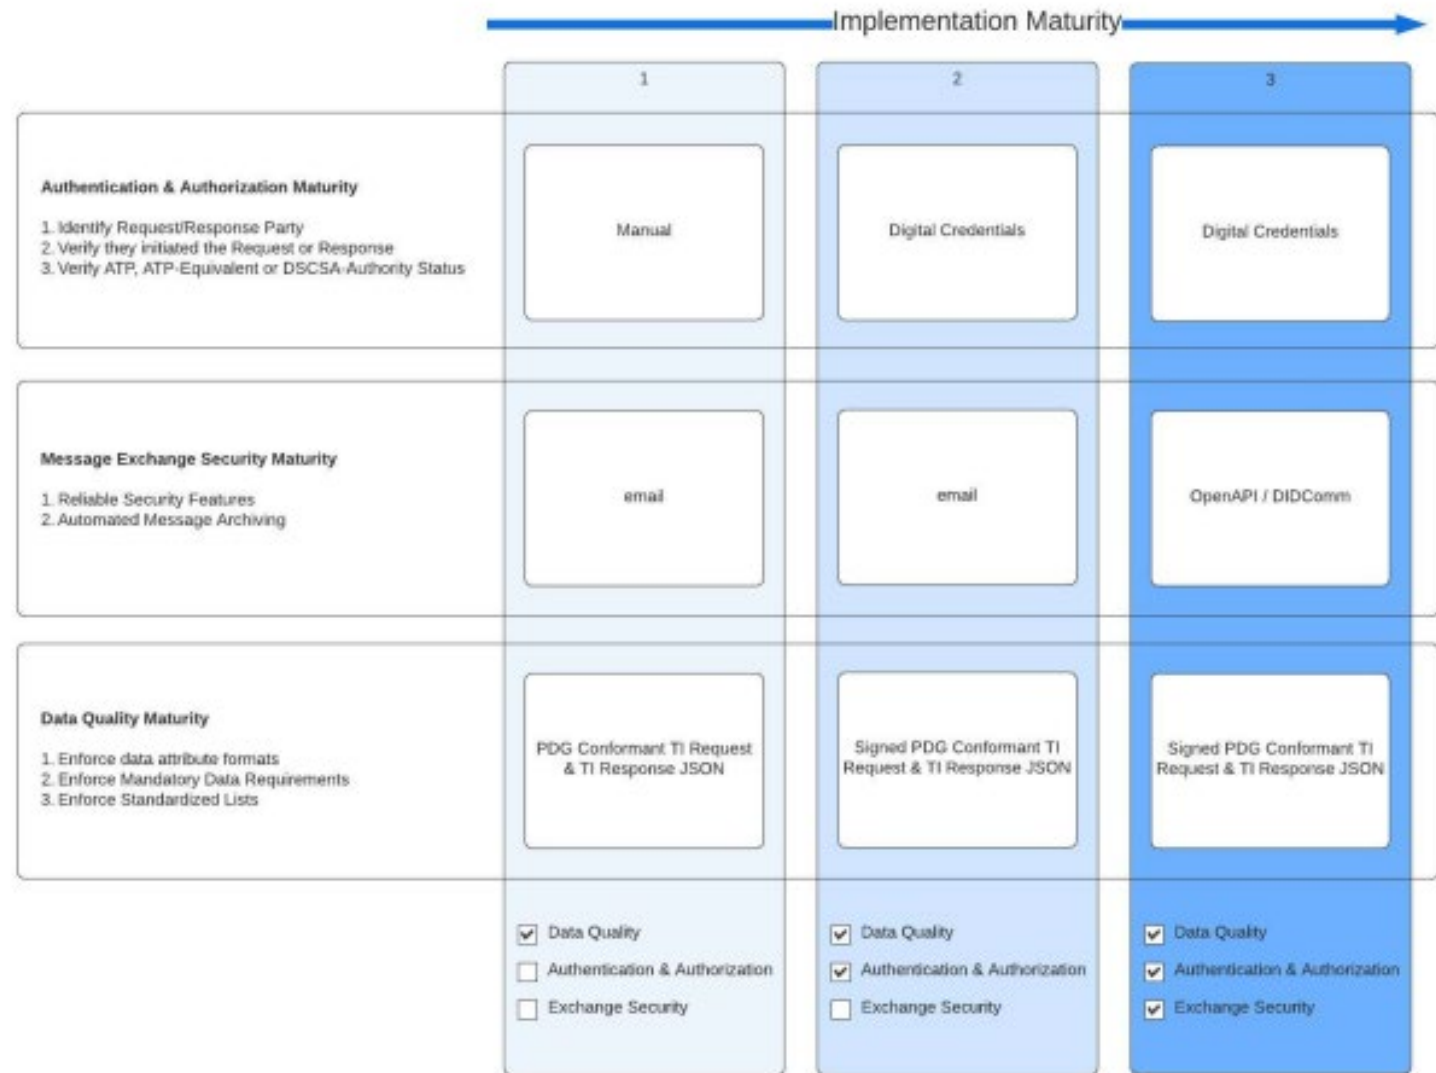 Implementation Maturity
1
2
3
Authentication & Authorization Maturity
1. Identify Request/Response Party
2. Verify they initiated the Request or Response
3. Verify ATP, ATP-Equivalent or DSCSA-Authority Status
Manual
Digital Credentials
Digital Credentials
Message Exchange Security Maturity
1. Reliable Security Features
2. Automated Message Archiving
email
email
OpenAPI / DIDComm
Data Quality Maturity
1. Enforce data attribute formats
2. Enforce Mandatory Data Requirements
3. Enforce Standardized Lists
PDG Conformant TI Request
& TI Response JSON
Signed PDG Conformant TI
Request & TI Response JSON
Signed PDG Conformant TI
Request & TI Response JSON
Data Quality
Authentication & Authorization
Exchange Security
Data Quality
Authentication & Authorization
Exchange Security
Data Quality
Authentication & Authorization
Exchange Security